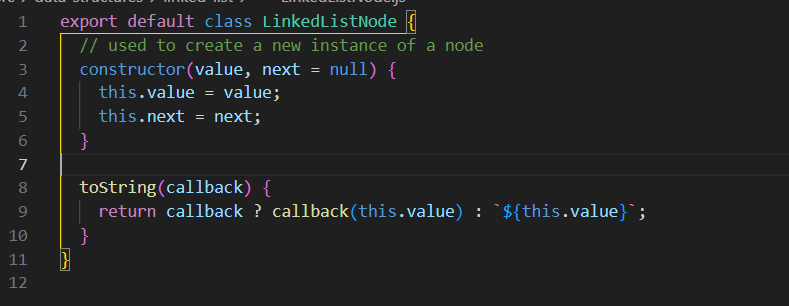 data-structures linked-list LinkedListNode.js
1 export default class LinkedListNode {
2 // used to create a new instance of a node
3 constructor(value, next = null) {
4 this.value = value;
5 this.next = next;
6 }
7
8 toString(callback) {
9 return callback ? callback(this.value) : `${this.value}`;
10 }
11 }
12